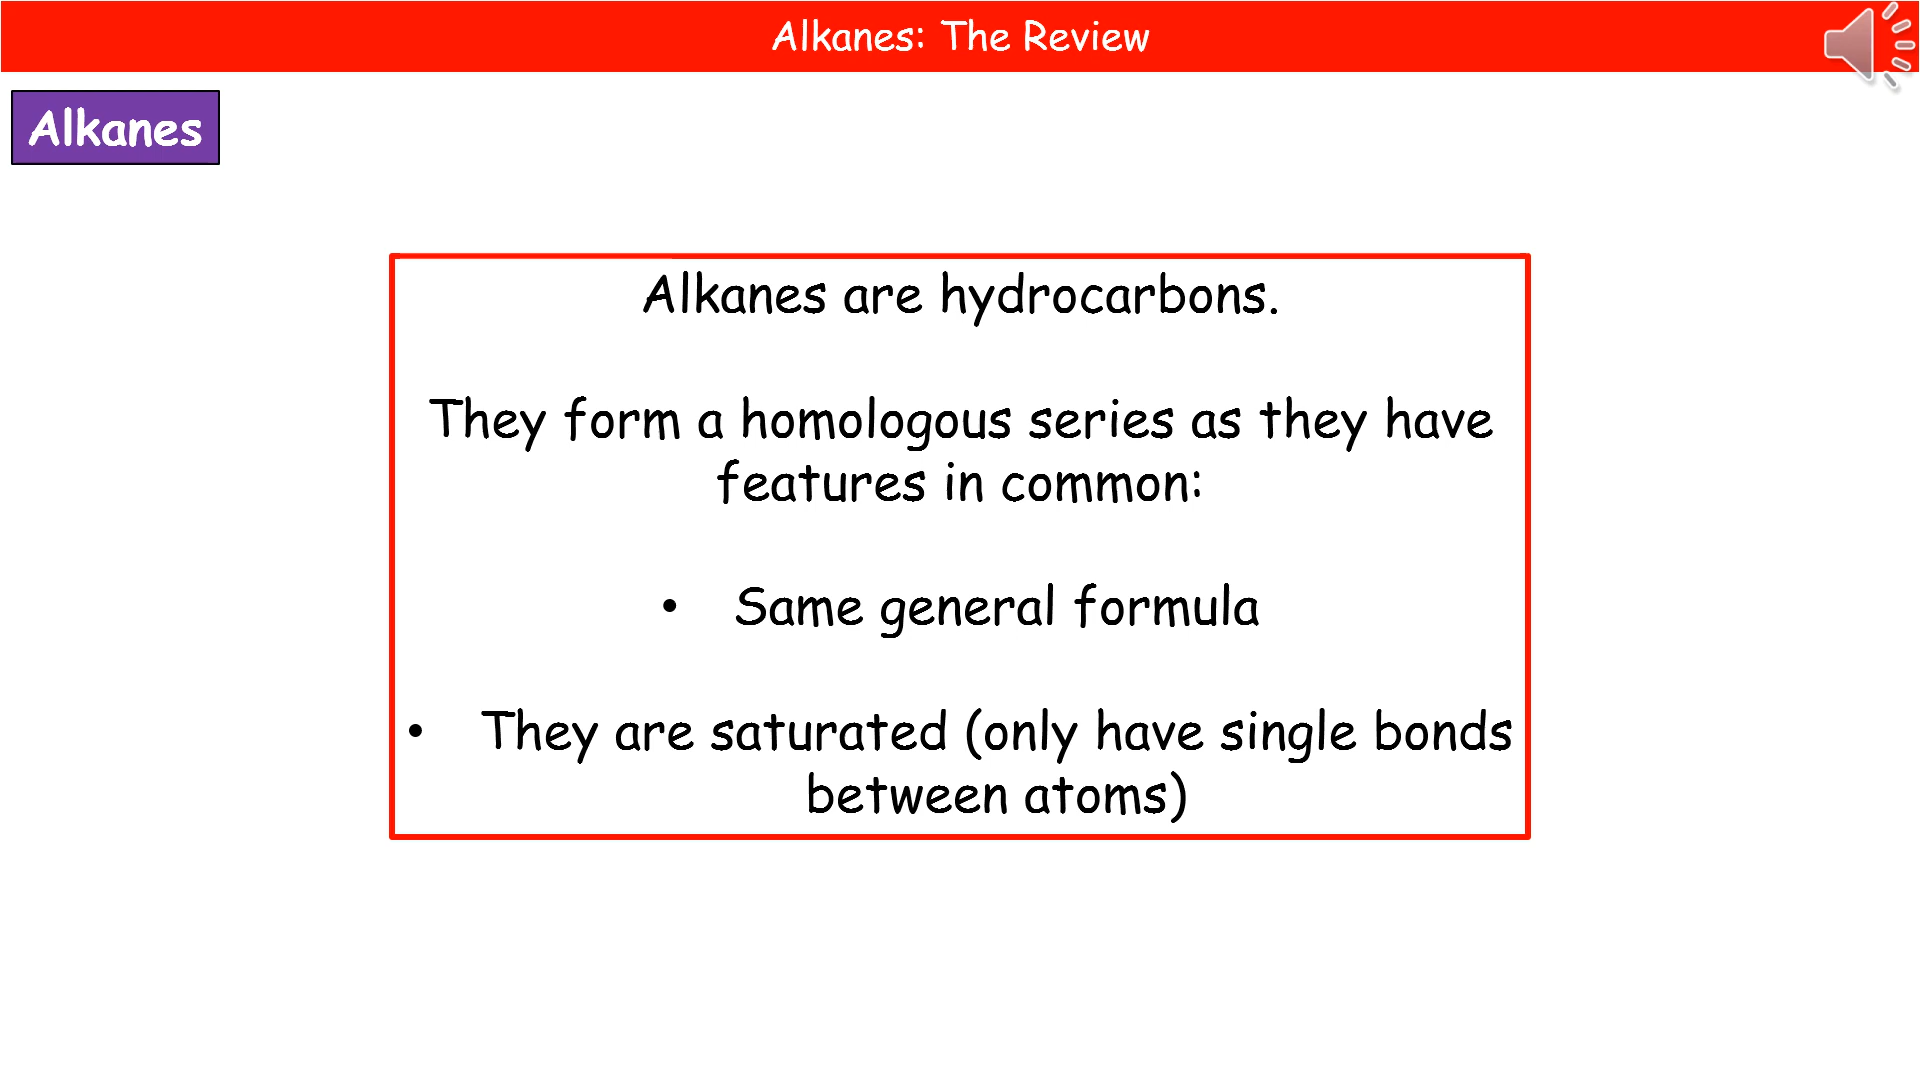 Alkanes: The Review
Alkanes
Alkanes are hydrocarbons.
They form a homologous series as they have
features in common:
• Same general formula
• They are saturated (only have single bonds
between atoms)